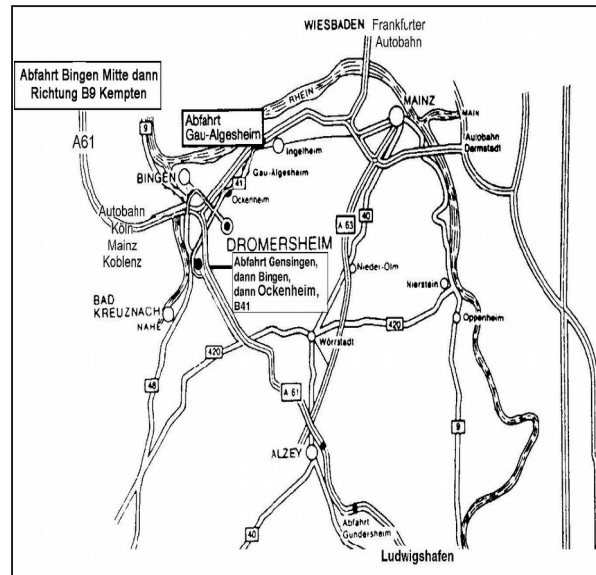 WIESBADEN Frankfurter
Autobahn
Abfahrt Bingen Mitte dann
Richtung B9 Kempten
RHEIN
MAINZ
MAIN
A61
9
Abfahrt
Gau-Algesheim
Autobahn
Darmstadt
Ingelheim
Gau-Algesheim
BINGEN
41
Ockenheim
Autobahn
Köln
Mainz
Koblenz
DROMERSHEIM
A 63
40
Abfahrt Gensingen,
dann Bingen,
dann Ockenheim,
B41
Nieder-Olm
Nierstein
BAD
KREUZNACH
NAHE
Oppenheim
420
Wörrstadt
420
48
A 61
9
ALZEY
40
Abfahrt
Gundersheim
Ludwigshafen